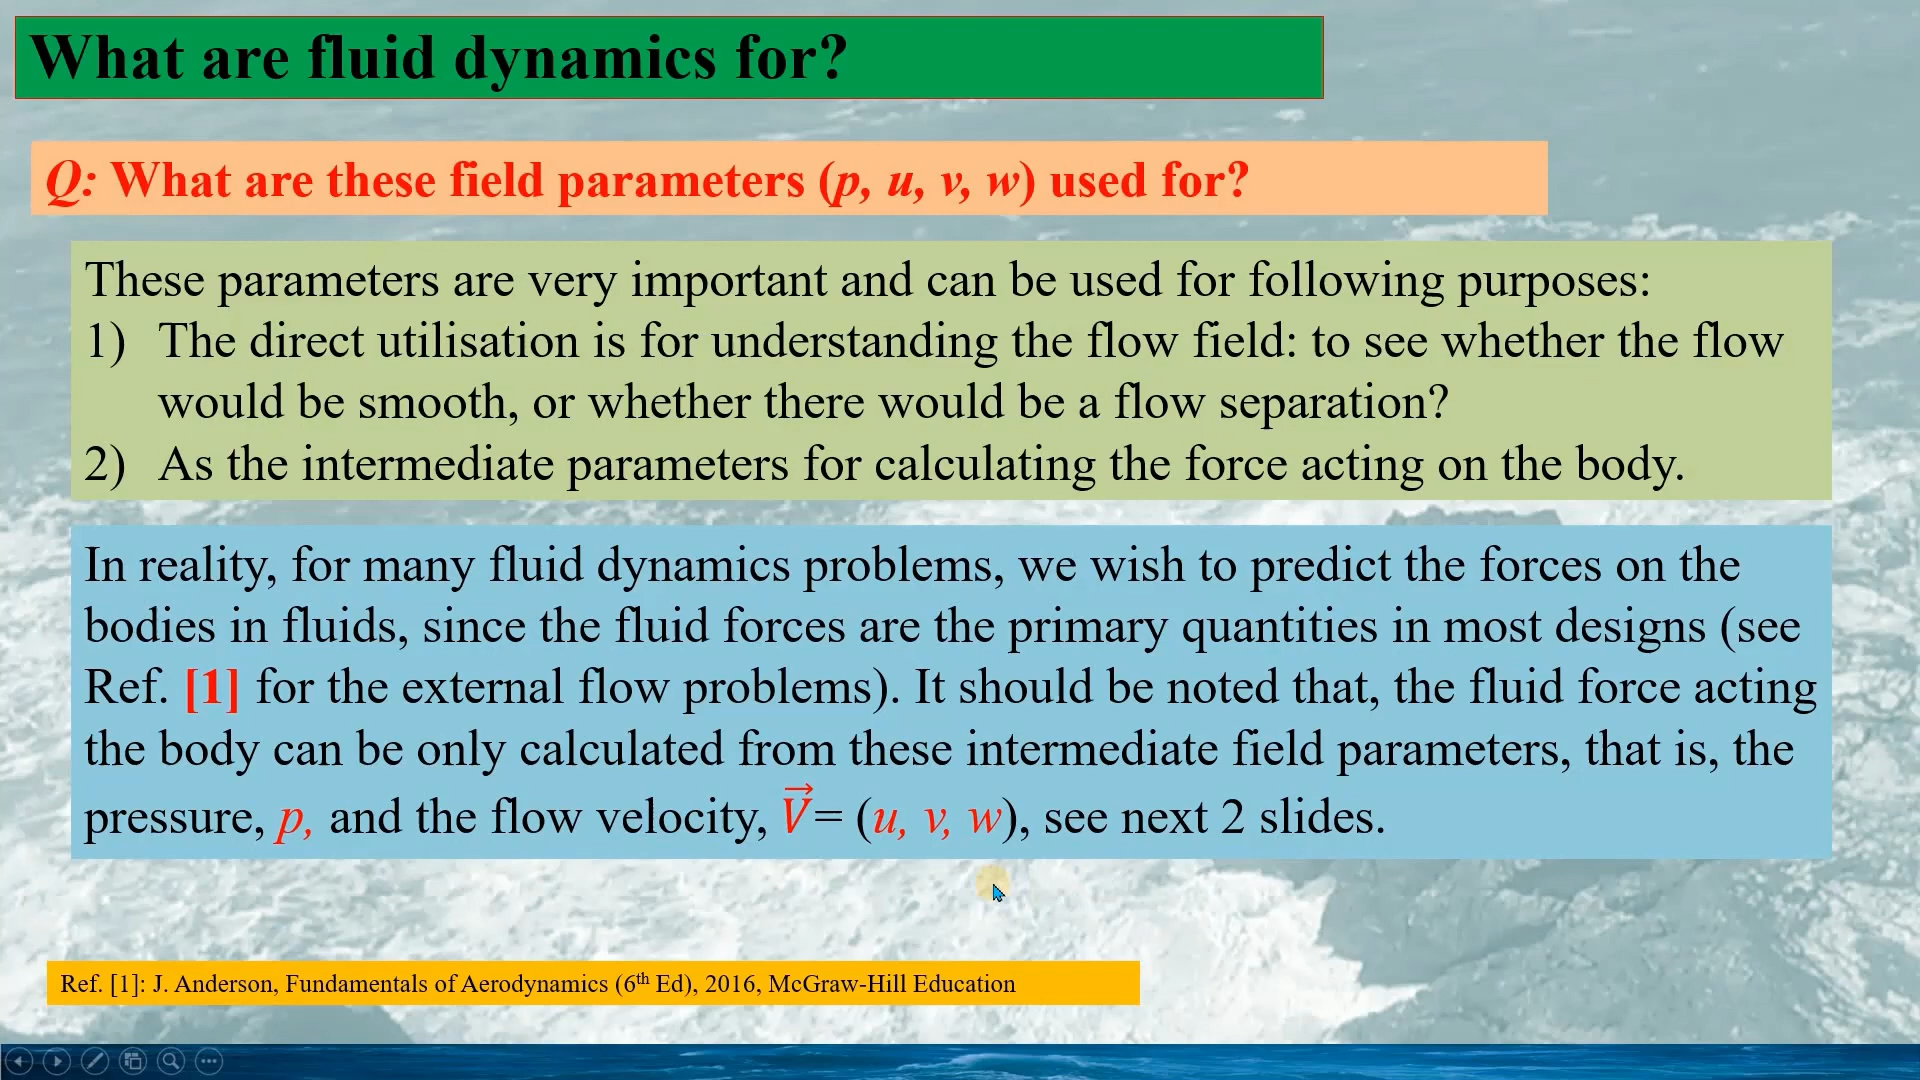 What are fluid dynamics for?
Q: What are these field parameters (p, u, v, w) used for?
These parameters are very important and can be used for following purposes:
1) The direct utilisation is for understanding the flow field: to see whether the flow
would be smooth, or whether there would be a flow separation?
2) As the intermediate parameters for calculating the force acting on the body.
In reality, for many fluid dynamics problems, we wish to predict the forces on the
bodies in fluids, since the fluid forces are the primary quantities in most designs (see
Ref. [1] for the external flow problems). It should be noted that, the fluid force acting
the body can be only calculated from these intermediate field parameters, that is, the
pressure, p, and the flow velocity, V⃗ = (u, v, w), see next 2 slides.
Ref. [1]: J. Anderson, Fundamentals of Aerodynamics (6th Ed), 2016, McGraw-Hill Education